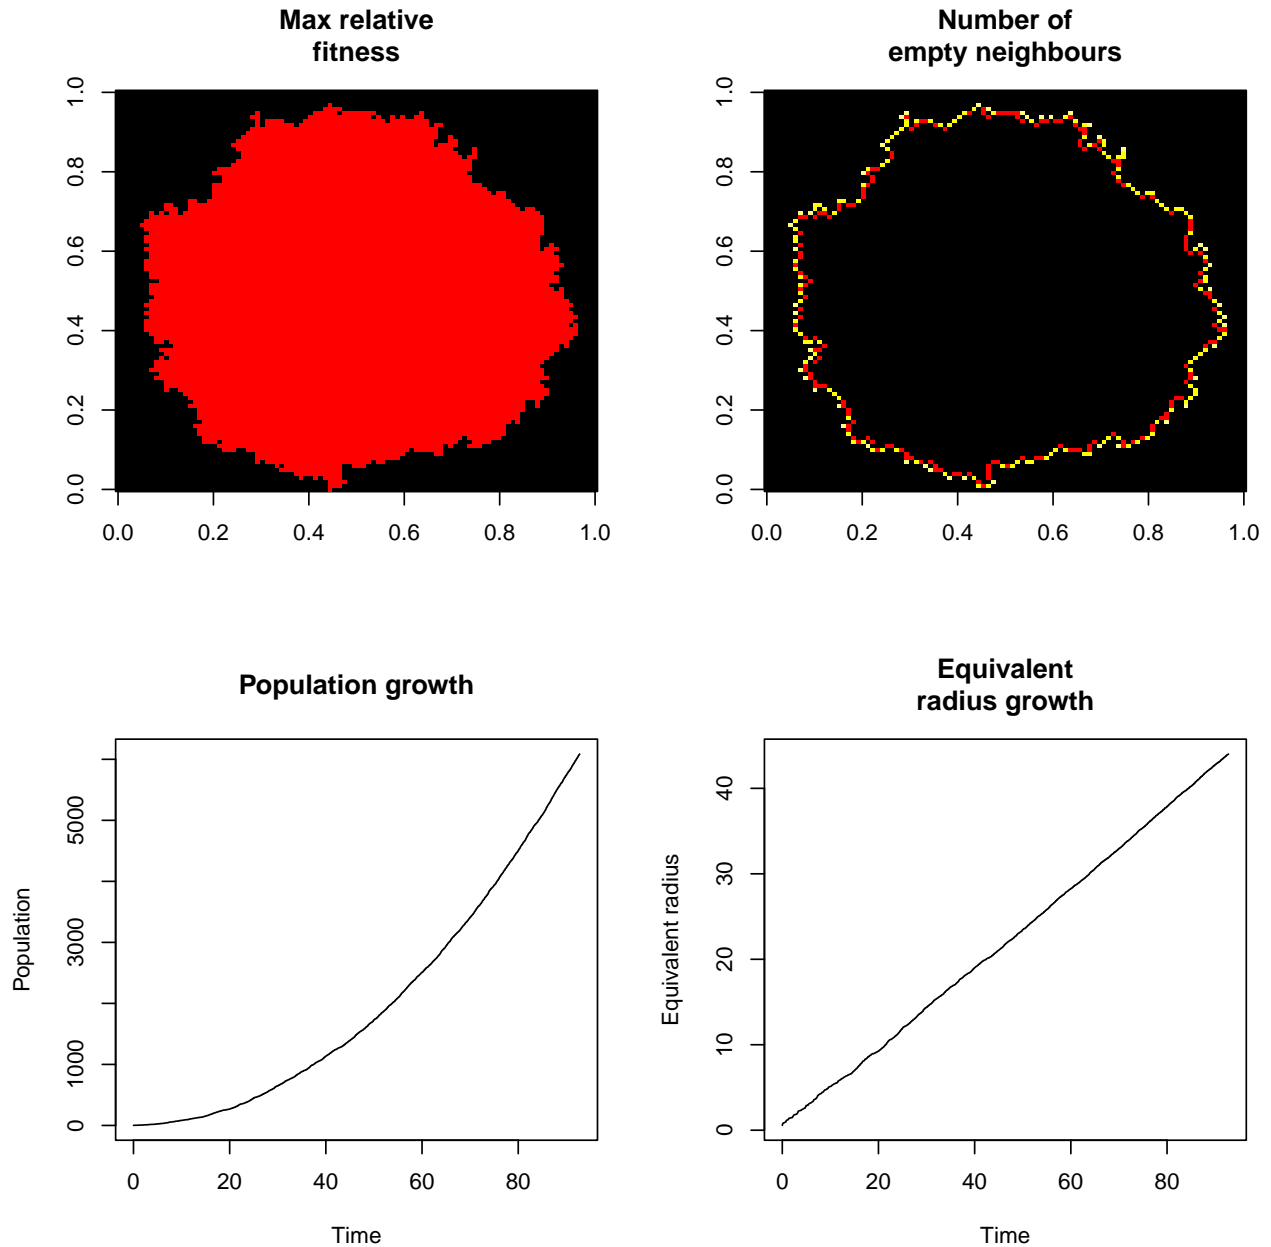 Max relative
fitness
1.0
0.8
0.6
0.4
0.2
0.0
0.0 0.2 0.4 0.6 0.8 1.0
Number of
empty neighbours
1.0
0.8
0.6
0.4
0.2
0.0
0.0 0.2 0.4 0.6 0.8 1.0
Population growth
Population
5000
3000
1000
0
0 20 40 60 80
Time
Equivalent
radius growth
Equivalent radius
40
30
20
10
0
0 20 40 60 80
Time